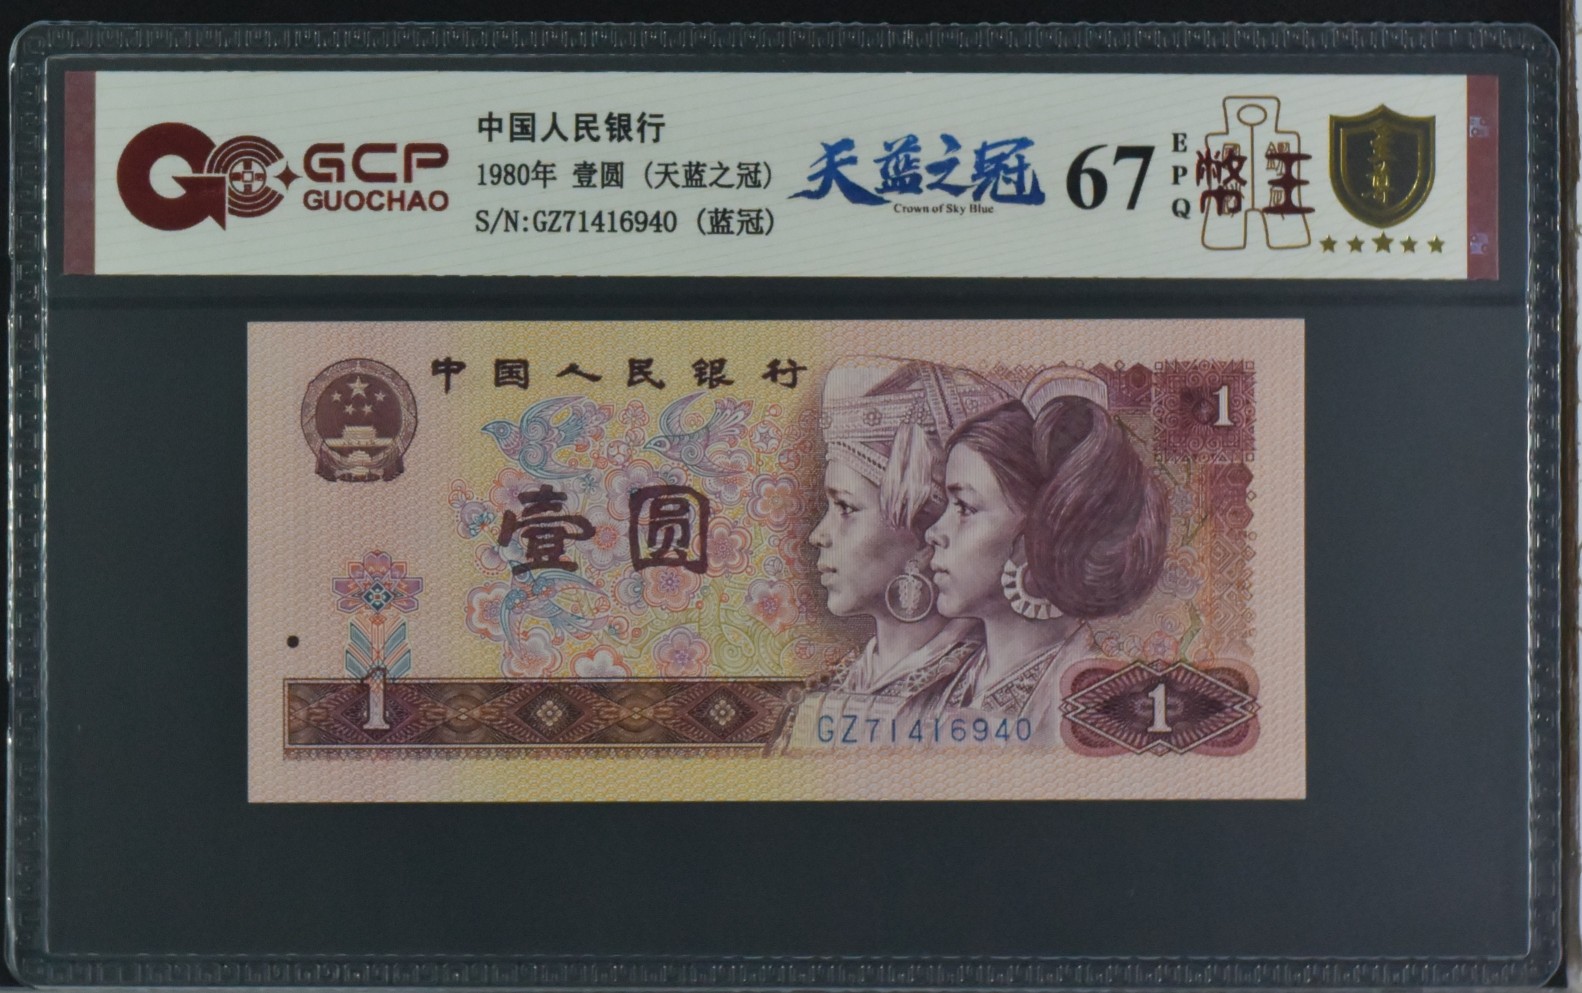 GCP
GUOCHAO
中国人民银行
1980年 壹圆 (天蓝之冠)
S/N:GZ71416940 (蓝冠)
天蓝之冠
Crown of Sky Blue
67
EPQ
中国人民银行
1
壹圆
1
GZ71416940
1